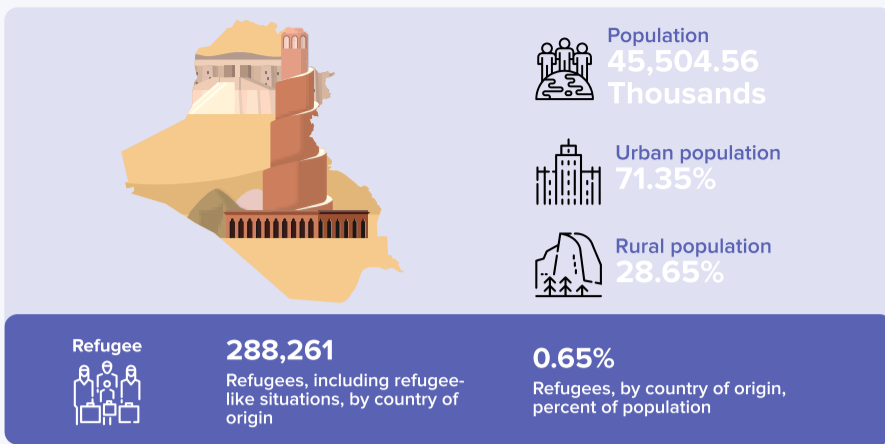 Population
45,504.56
Thousands
Urban population
71.35%
Rural population
28.65%
Refugee
288,261
Refugees, including refugee-
like situations, by country of
origin
0.65%
Refugees, by country of origin,
percent of population